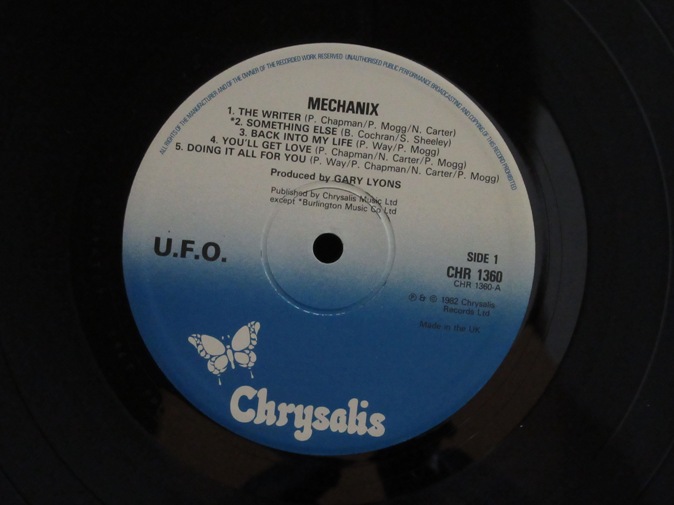 ALL RIGHTS OF THE MANUFACTURER AND OF THE OWNER OF THE RECORDED WORK RESERVED. UNAUTHORISED PUBLIC PERFORMANCE BROADCASTING AND COPYING OF THIS RECORD PROHIBITED
MECHANIX
1. THE WRITER (P. Chapman/P. Mogg/N. Carter)
*2. SOMETHING ELSE (B. Cochran/S. Sheeley)
3. BACK INTO MY LIFE (P. Way/P. Mogg)
4. YOU'LL GET LOVE (P. Chapman/N. Carter/P. Mogg)
5. DOING IT ALL FOR YOU (P. Way/P. Chapman/N. Carter/P. Mogg)
Produced by GARY LYONS
Published by Chrysalis Music Ltd
except *Burlington Music Co Ltd
U.F.O.
SIDE 1
CHR 1360
CHR 1360-A
℗ & © 1982 Chrysalis
Records Ltd
Made in the UK
Chrysalis